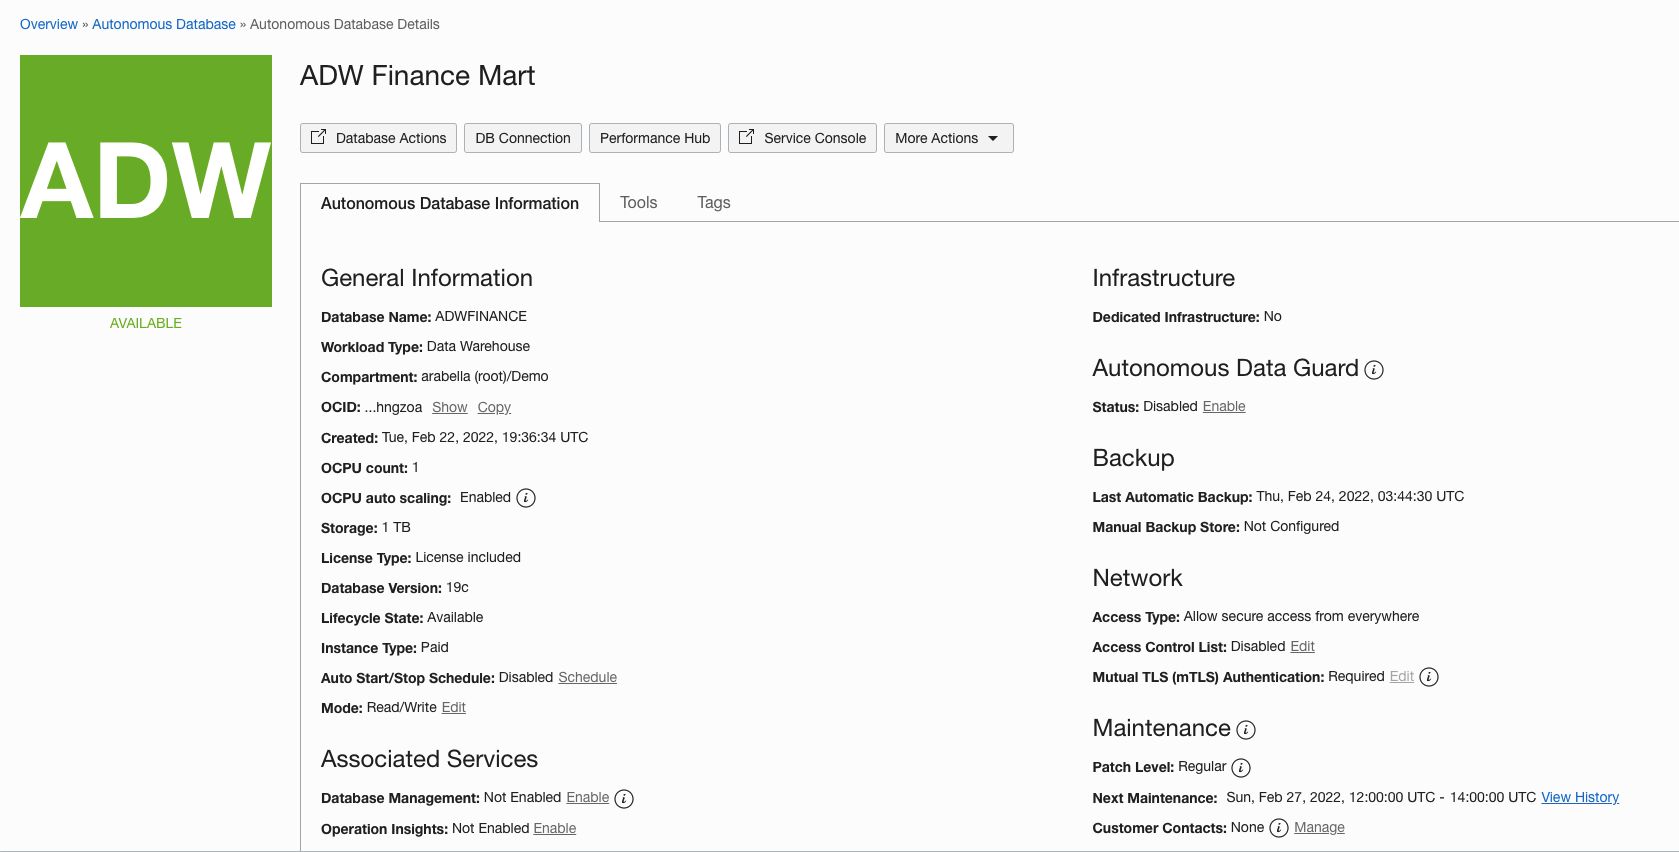 Overview » Autonomous Database » Autonomous Database Details
ADW
AVAILABLE
ADW Finance Mart
Database Actions DB Connection Performance Hub Service Console More Actions
Autonomous Database Information Tools Tags
General Information
Database Name: ADWFINANCE
Workload Type: Data Warehouse
Compartment: arabella (root)/Demo
OCID: ...hngzoa Show Copy
Created: Tue, Feb 22, 2022, 19:36:34 UTC
OCPU count: 1
OCPU auto scaling: Enabled i
Storage: 1 TB
License Type: License included
Database Version: 19c
Lifecycle State: Available
Instance Type: Paid
Auto Start/Stop Schedule: Disabled Schedule
Mode: Read/Write Edit
Associated Services
Database Management: Not Enabled Enable i
Operation Insights: Not Enabled Enable
Infrastructure
Dedicated Infrastructure: No
Autonomous Data Guard i
Status: Disabled Enable
Backup
Last Automatic Backup: Thu, Feb 24, 2022, 03:44:30 UTC
Manual Backup Store: Not Configured
Network
Access Type: Allow secure access from everywhere
Access Control List: Disabled Edit
Mutual TLS (mTLS) Authentication: Required Edit i
Maintenance i
Patch Level: Regular i
Next Maintenance: Sun, Feb 27, 2022, 12:00:00 UTC - 14:00:00 UTC View History
Customer Contacts: None i Manage